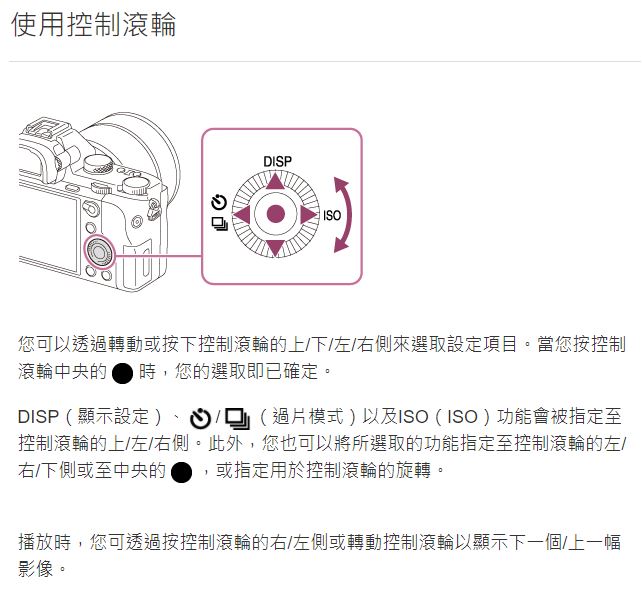 使用控制滾輪
DISP
ISO
您可以透過轉動或按下控制滾輪的上/下/左/右側來選取設定項目。當您按控制
滾輪中央的 ● 時，您的選取即已確定。
DISP（顯示設定）、 / （過片模式）以及ISO（ISO）功能會被指定至
控制滾輪的上/左/右側。此外，您也可以將所選取的功能指定至控制滾輪的左/
右/下側或至中央的 ● ，或指定用於控制滾輪的旋轉。
播放時，您可透過按控制滾輪的右/左側或轉動控制滾輪以顯示下一個/上一幅
影像。